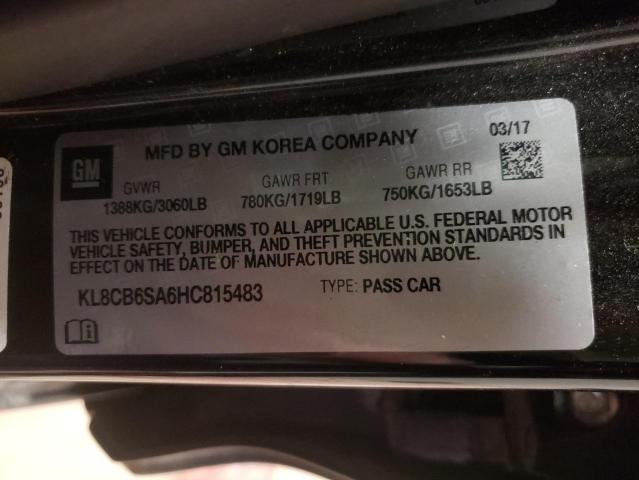 GM
MFD BY GM KOREA COMPANY
03/17
GVWR
GAWR FRT
GAWR RR
1388KG/3060LB
780KG/1719LB
750KG/1653LB
THIS VEHICLE CONFORMS TO ALL APPLICABLE U.S. FEDERAL MOTOR
VEHICLE SAFETY, BUMPER, AND THEFT PREVENTION STANDARDS IN
EFFECT ON THE DATE OF MANUFACTURE SHOWN ABOVE.
KL8CB6SA6HC815483
TYPE: PASS CAR